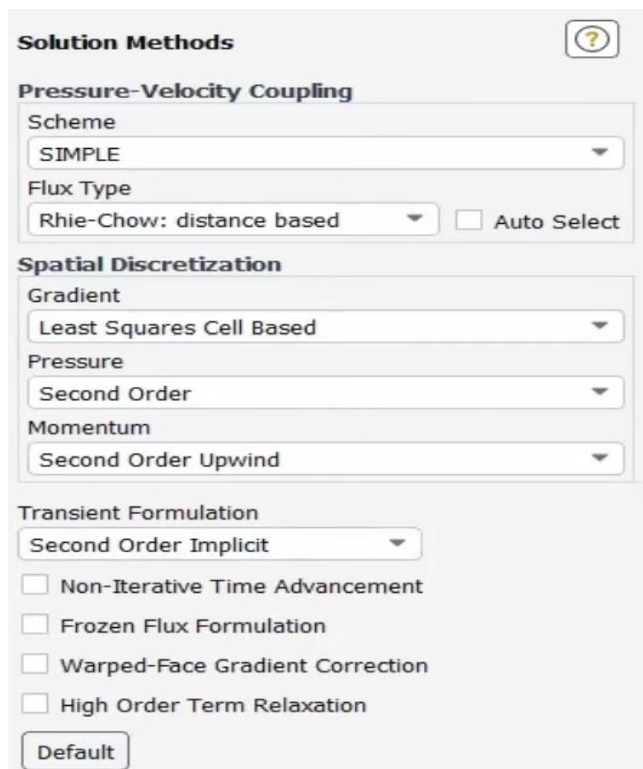 Solution Methods
?
Pressure-Velocity Coupling
Scheme
SIMPLE
Flux Type
Rhie-Chow: distance based Auto Select
Spatial Discretization
Gradient
Least Squares Cell Based
Pressure
Second Order
Momentum
Second Order Upwind
Transient Formulation
Second Order Implicit
Non-Iterative Time Advancement
Frozen Flux Formulation
Warped-Face Gradient Correction
High Order Term Relaxation
Default